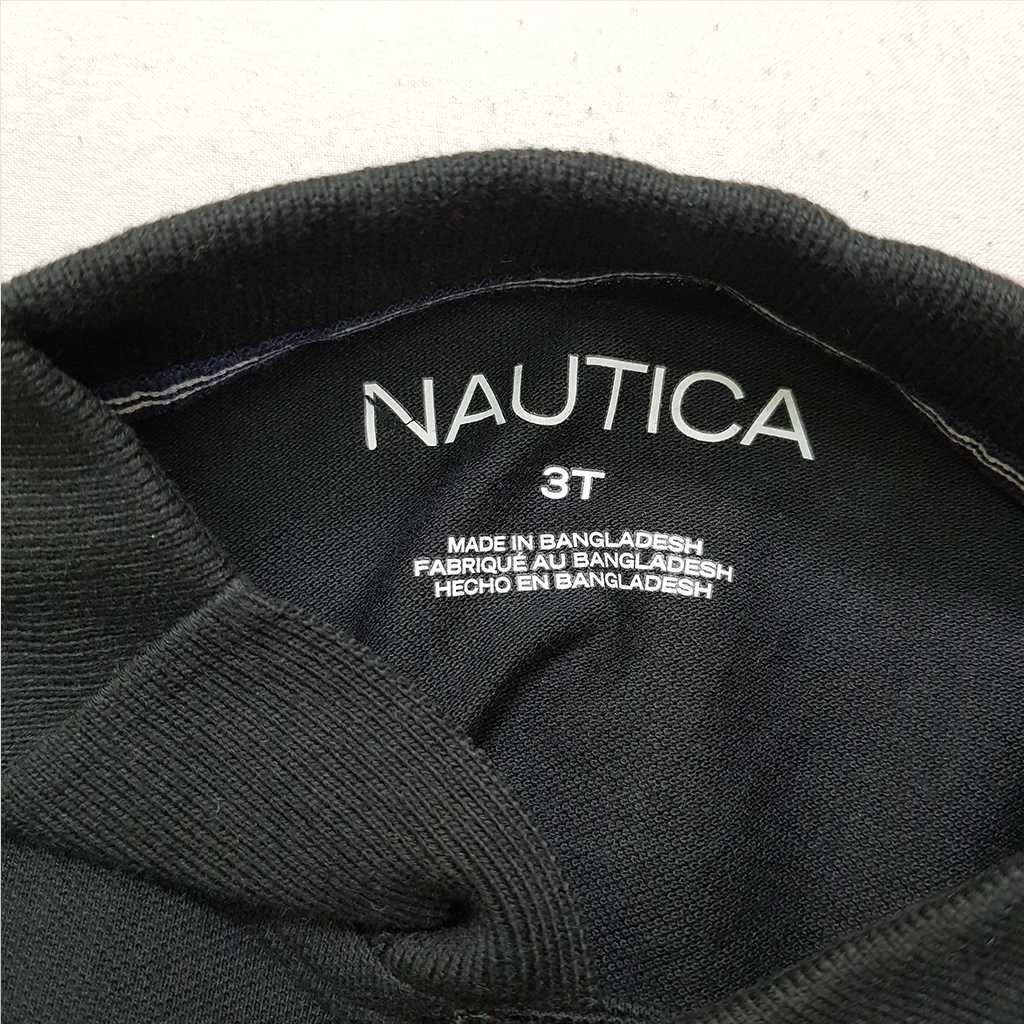 NAUTICA
3T
MADE IN BANGLADESH
FABRIQUÉ AU BANGLADESH
HECHO EN BANGLADESH